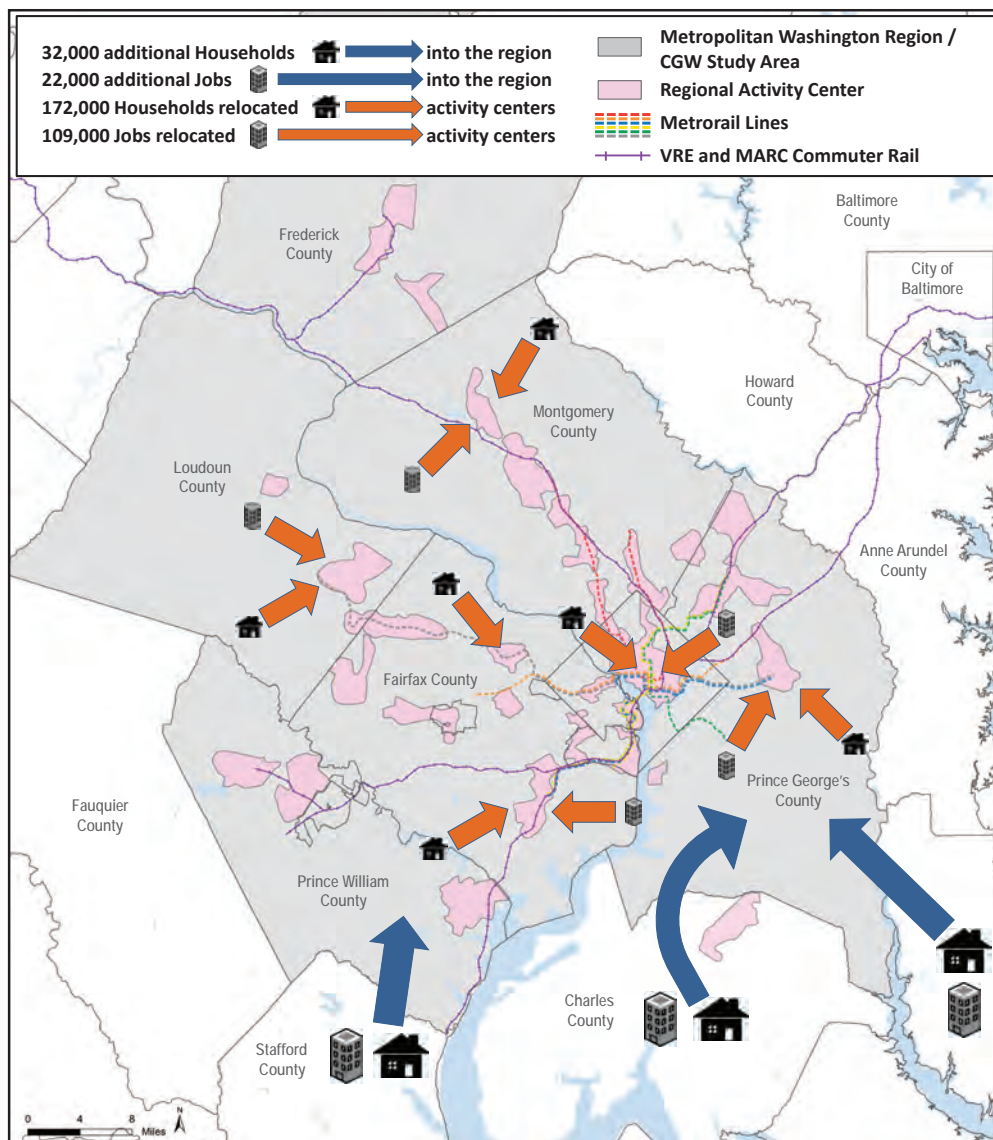 32,000 additional Households into the region
22,000 additional Jobs into the region
172,000 Households relocated activity centers
109,000 Jobs relocated activity centers
Metropolitan Washington Region /
CGW Study Area
Regional Activity Center
Metrorail Lines
VRE and MARC Commuter Rail
Baltimore
County
Frederick
County
City of
Baltimore
Howard
County
Montgomery
County
Loudoun
County
Anne Arundel
County
Fairfax County
Prince George's
County
Fauquier
County
Prince William
County
Charles
County
Stafford
County
N
0 4 8
Miles